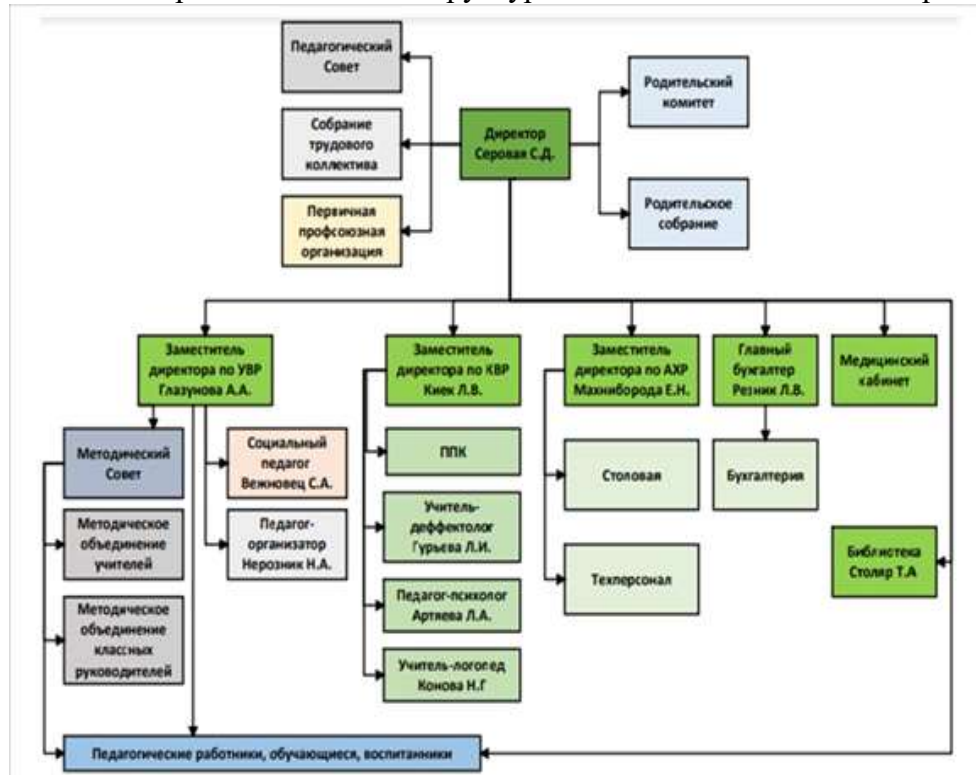 Педагогический
Совет
Собрание
трудового
коллектива
Первичная
профсоюзная
организация
Директор
Серовая С.Д.
Родительский
комитет
Родительское
собрание
Заместитель
директора по УВР
Глазунова А.А.
Заместитель
директора по КВР
Киек Л.В.
Заместитель
директора по АХР
Махниборода Е.Н.
Главный
бухгалтер
Резник Л.В.
Медицинский
кабинет
Методический
Совет
Методическое
объединение
учителей
Методическое
объединение
классных
руководителей
Социальный
педагог
Вежновец С.А.
Педагог-
организатор
Нерозник Н.А.
ППК
Учитель-
деффектолог
Гурьева Л.И.
Педагог-психолог
Артяева Л.А.
Учитель-логопед
Конова Н.Г
Столовая
Техперсонал
Бухгалтерия
Библиотека
Столяр Т.А
Педагогические работники, обучающиеся, воспитанники